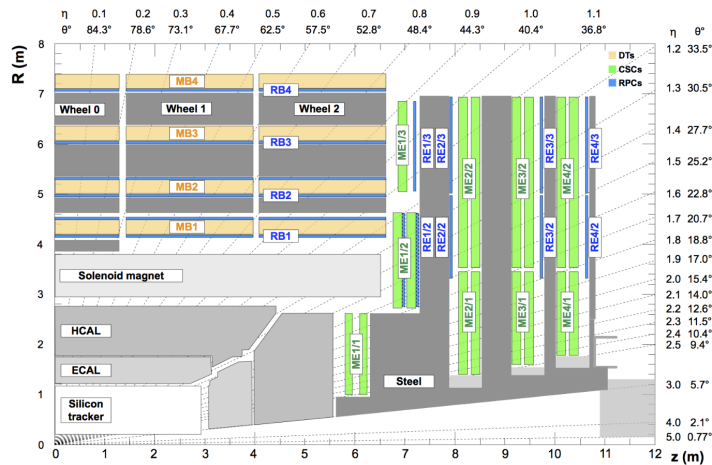 η 0.1 0.2 0.3 0.4 0.5 0.6 0.7 0.8 0.9 1.0 1.1 η θ°
θ° 84.3° 78.6° 73.1° 67.7° 62.5° 57.5° 52.8° 48.4° 44.3° 40.4° 36.8°
R (m)
8
7
6
5
4
3
2
1
0
1.2 33.5°
1.3 30.5°
1.4 27.7°
1.5 25.2°
1.6 22.8°
1.7 20.7°
1.8 18.8°
1.9 17.0°
2.0 15.4°
2.1 14.0°
2.2 12.6°
2.3 11.5°
2.4 10.4°
2.5 9.4°
3.0 5.7°
4.0 2.1°
5.0 0.77°
DTs
CSCs
RPCs
MB4
RB4
Wheel 0
Wheel 1
Wheel 2
MB3
RB3
MB2
RB2
MB1
RB1
Solenoid magnet
HCAL
ECAL
Silicon
tracker
Steel
ME1/3
RE1/3
RE2/3
ME2/2
ME3/2
RE3/3
ME4/2
RE4/3
ME1/2
RE1/2
RE2/2
RE3/2
RE4/2
ME1/1
ME2/1
ME3/1
ME4/1
0 1 2 3 4 5 6 7 8 9 10 11 12
z (m)